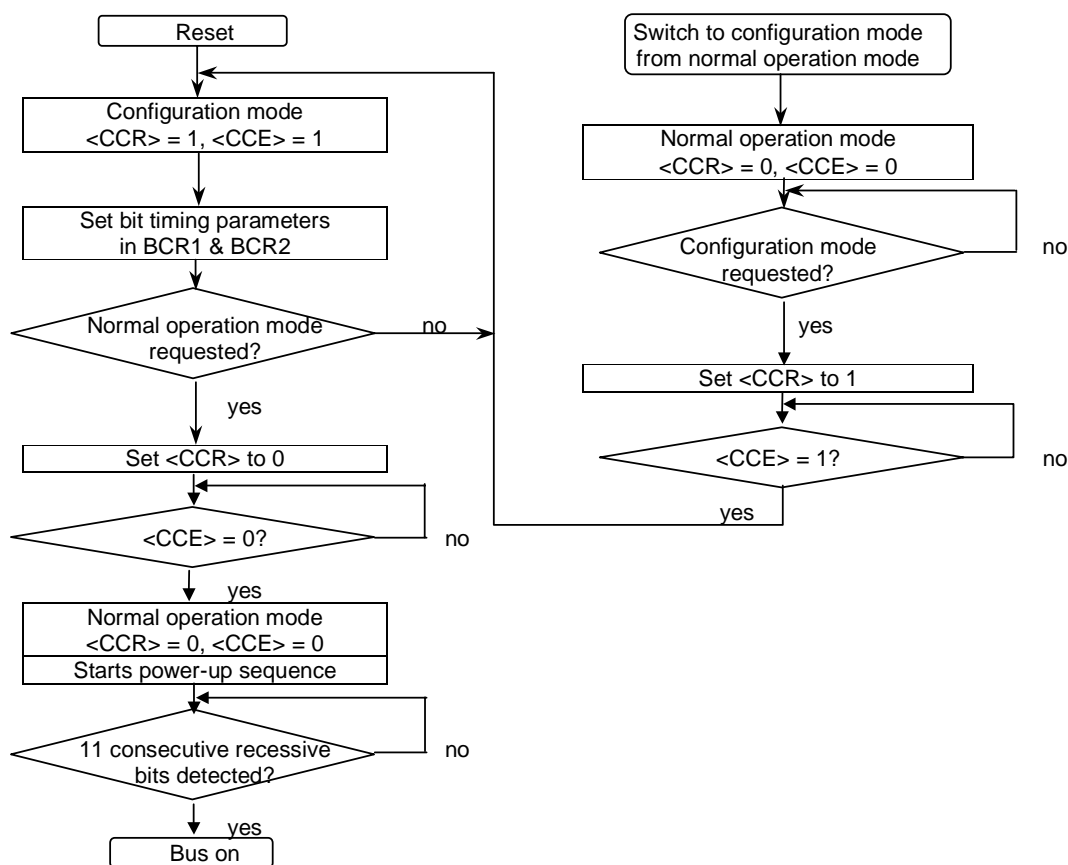 Reset
Configuration mode
<CCR> = 1, <CCE> = 1
Set bit timing parameters
in BCR1 & BCR2
Normal operation mode
requested?
no
yes
Set <CCR> to 0
<CCE> = 0?
no
yes
Normal operation mode
<CCR> = 0, <CCE> = 0
Starts power-up sequence
11 consecutive recessive
bits detected?
no
yes
Bus on
Switch to configuration mode
from normal operation mode
Normal operation mode
<CCR> = 0, <CCE> = 0
Configuration mode
requested?
no
yes
Set <CCR> to 1
<CCE> = 1?
no
yes